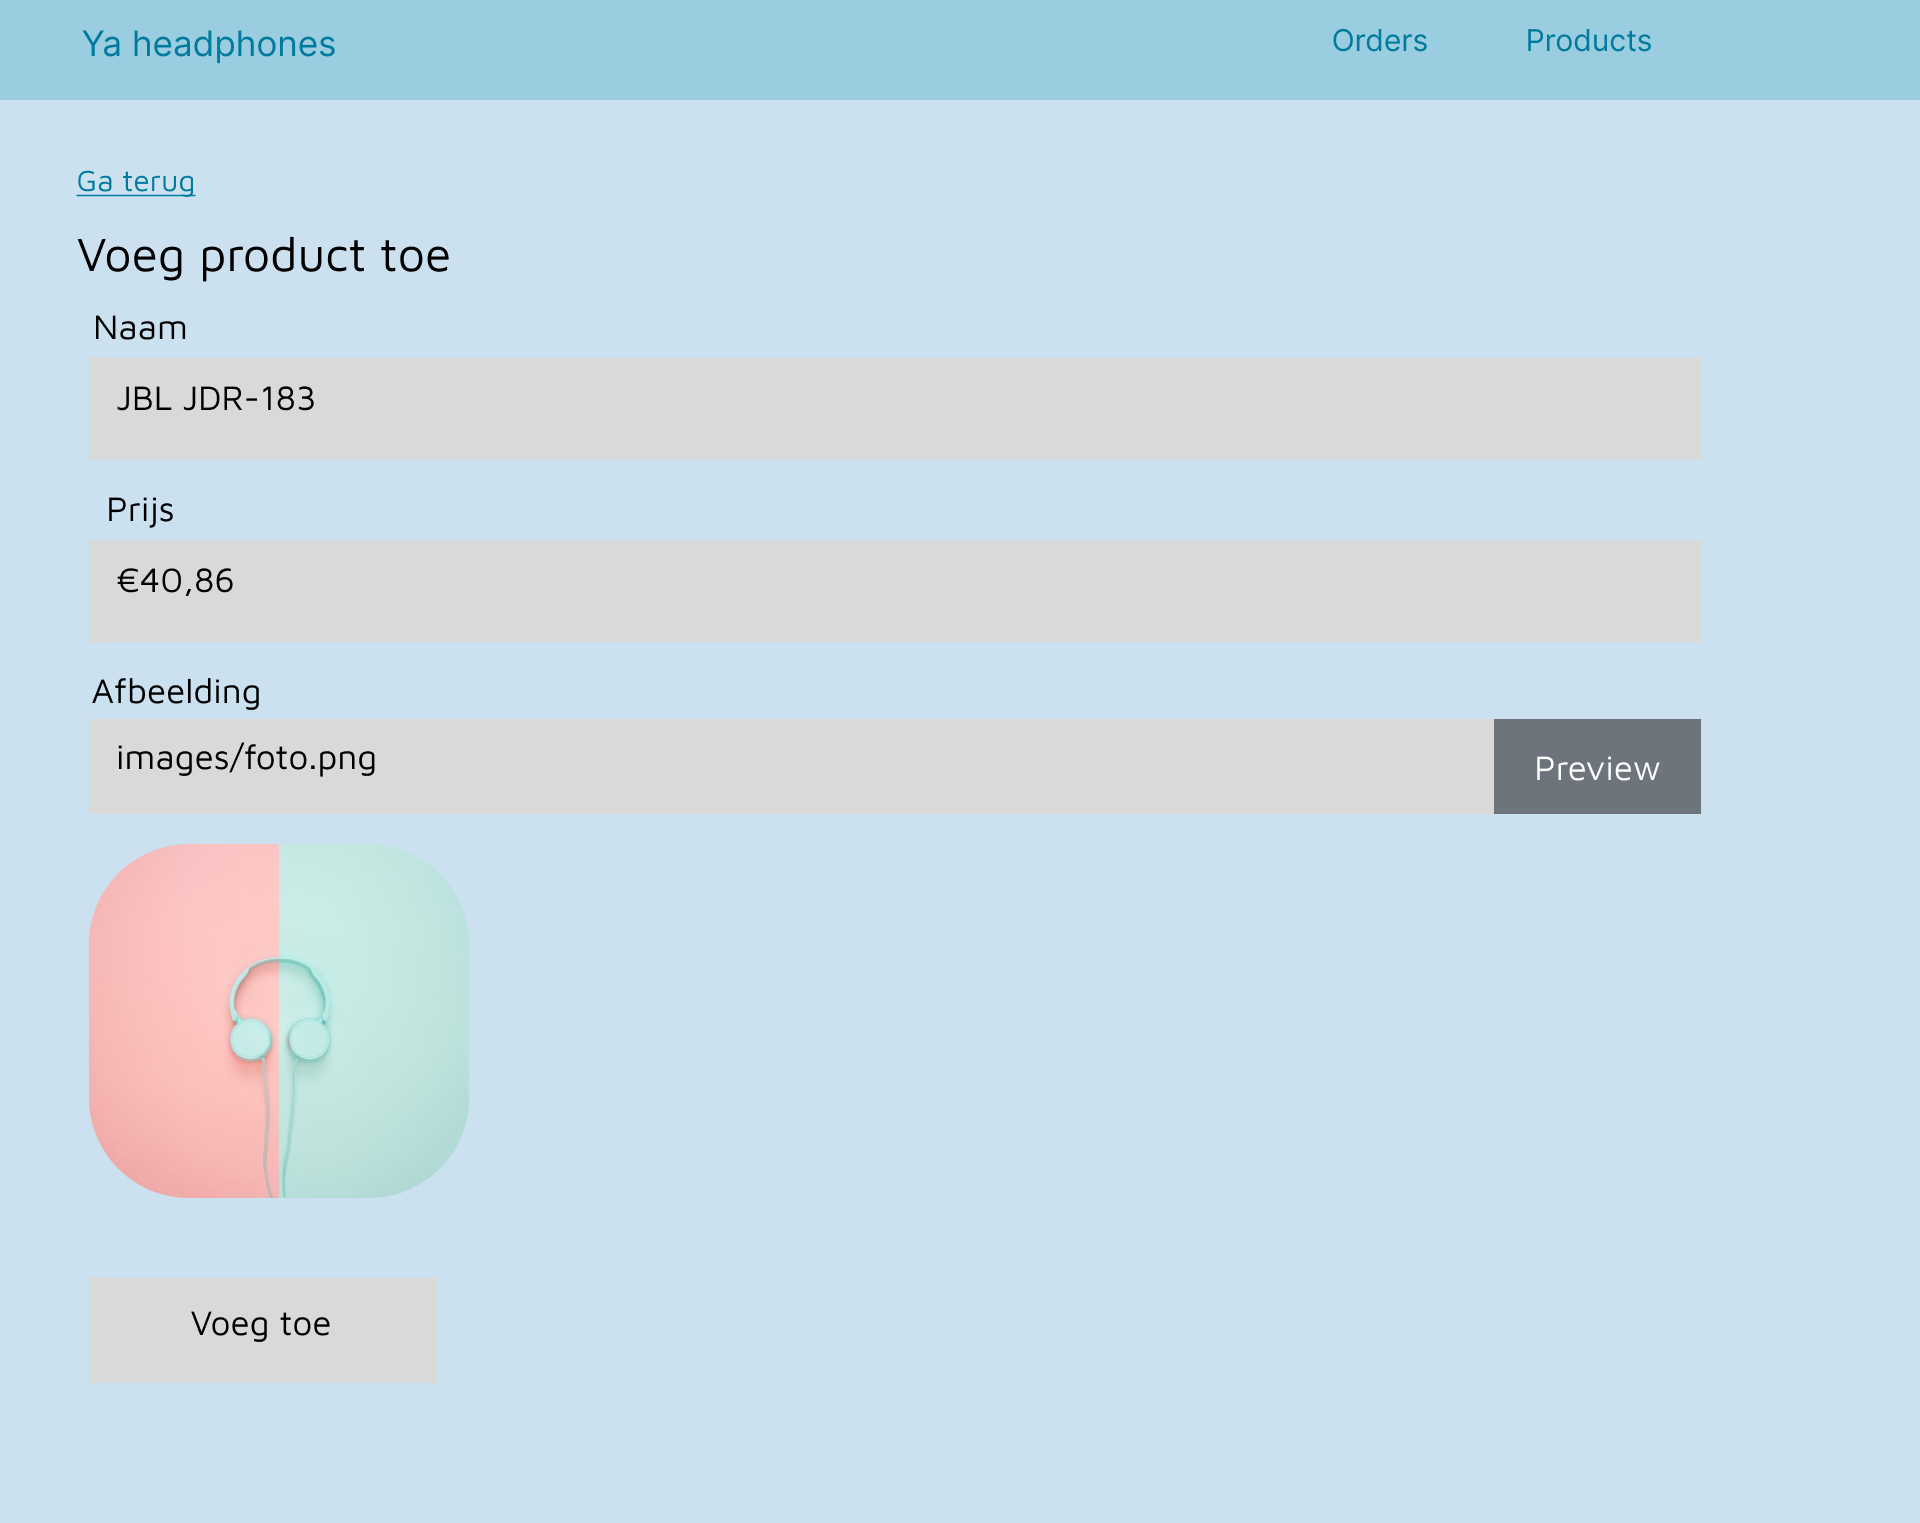 Ya headphones
Orders
Products
Ga terug
Voeg product toe
Naam
JBL JDR-183
Prijs
€40,86
Afbeelding
images/foto.png
Preview
Voeg toe